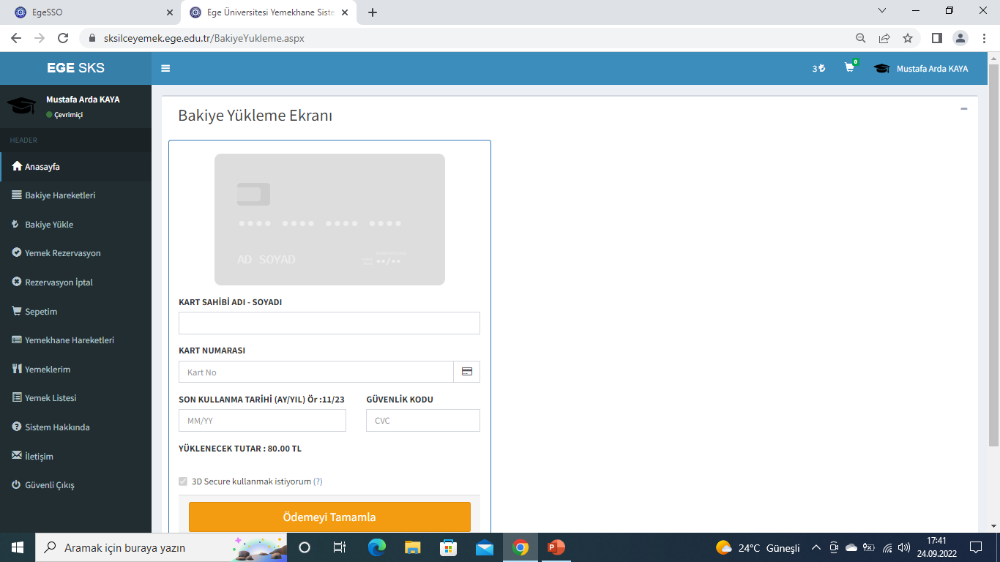 EgeSSO
Ege Üniversitesi Yemekhane Siste
sksilceyemek.ege.edu.tr/BakiyeYukleme.aspx
EGE SKS
3 ₺
0
Mustafa Arda KAYA
Mustafa Arda KAYA
Çevrimiçi
HEADER
Anasayfa
Bakiye Hareketleri
Bakiye Yükle
Yemek Rezervasyon
Rezervasyon İptal
Sepetim
Yemekhane Hareketleri
Yemeklerim
Yemek Listesi
Sistem Hakkında
İletişim
Güvenli Çıkış
Bakiye Yükleme Ekranı
•••• •••• •••• ••••
AD SOYAD
••/••
KART SAHİBİ ADI - SOYADI
KART NUMARASI
Kart No
SON KULLANMA TARİHİ (AY/YIL) Ör :11/23
GÜVENLİK KODU
MM/YY
CVC
YÜKLENECEK TUTAR : 80.00 TL
3D Secure kullanmak istiyorum (?)
Ödemeyi Tamamla
Aramak için buraya yazın
24°C Güneşli
17:41
24.09.2022